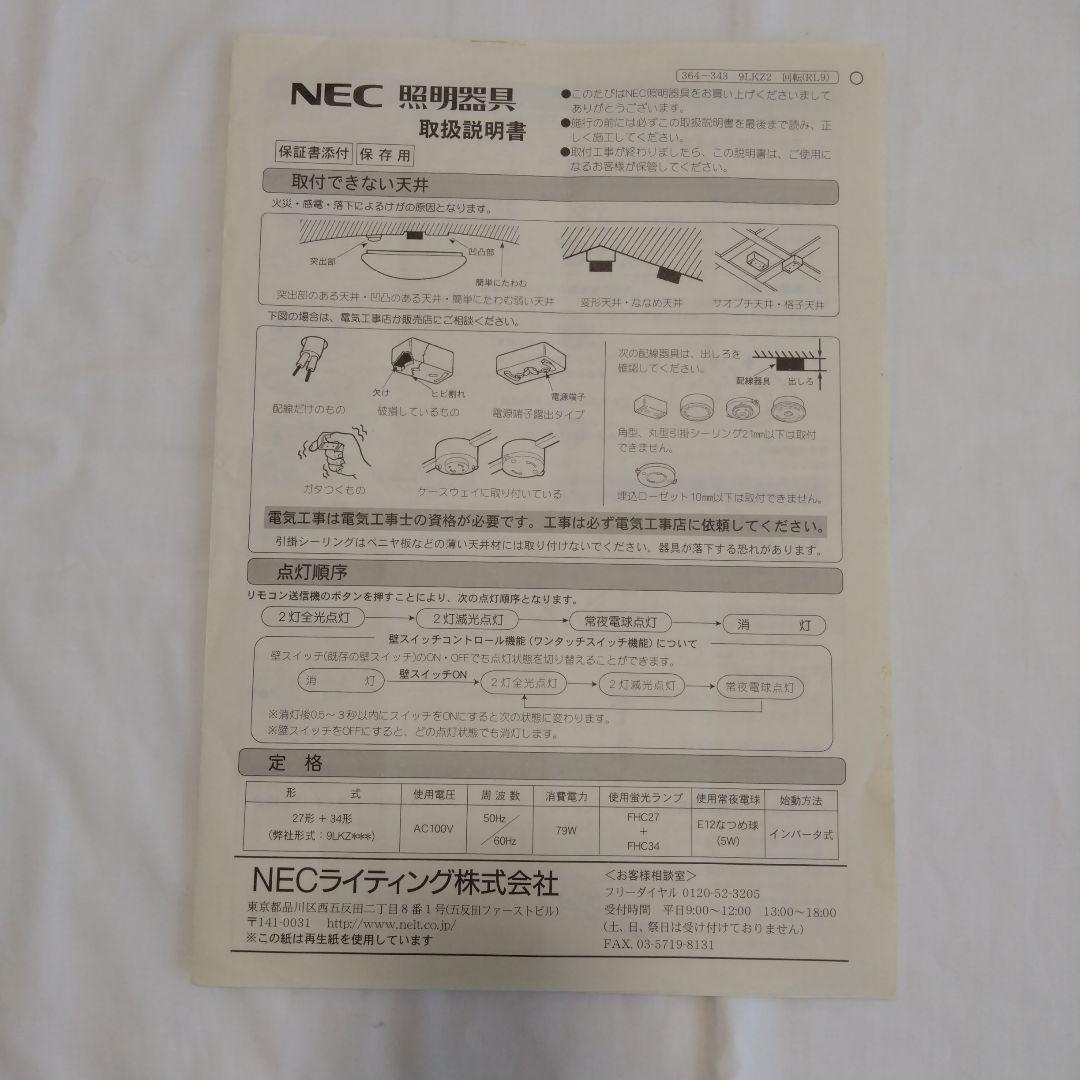 364-343 9LKZ2 回転(RL9)
NEC 照明器具
取扱説明書
保証書添付 保存用
●このたびはNEC照明器具をお買い上げくださいまして
ありがとうございます。
●施行の前には必ずこの取扱説明書を最後まで読み、正
しく施工してください。
●取付工事が終わりましたら、この説明書は、ご使用に
なるお客様が保管してください。
取付できない天井
火災・感電・落下によるけがの原因となります。
突出部
凹凸部
簡単にたわむ
突出部のある天井・凹凸のある天井・簡単にたわむ弱い天井
変形天井・ななめ天井
サオブチ天井・格子天井
下図の場合は、電気工事店か販売店にご相談ください。
配線だけのもの
欠け
ヒビ割れ
破損しているもの
電源端子
電源端子露出タイプ
ガタつくもの
ケースウェイに取り付いている
次の配線器具は、出しろを
確認してください。
配線器具 出しろ
角型、丸型引掛シーリング21mm以下は取付
できません。
埋込ローゼット10mm以下は取付できません。
電気工事は電気工事士の資格が必要です。工事は必ず電気工事店に依頼してください。
引掛シーリングはベニヤ板などの薄い天井材には取り付けないでください。器具が落下する恐れがあります。
点灯順序
リモコン送信機のボタンを押すことにより、次の点灯順序となります。
2灯全光点灯 2灯減光点灯 常夜電球点灯 消灯
壁スイッチコントロール機能(ワンタッチスイッチ機能)について
壁スイッチ(既存の壁スイッチ)のON・OFFでも点灯状態を切り替えることができます。
消灯 壁スイッチON 2灯全光点灯 2灯減光点灯 常夜電球点灯
※消灯後0.5〜3秒以内にスイッチをONにすると次の状態に変わります。
※壁スイッチをOFFにすると、どの点灯状態でも消灯します。
定格
形式 使用電圧 周波数 消費電力 使用蛍光ランプ 使用常夜電球 始動方法
27形+34形
(弊社形式:9LKZ***)
AC100V
50Hz/60Hz
79W
FHC27
+
FHC34
E12なつめ球
(5W)
インバータ式
NECライティング株式会社
東京都品川区西五反田二丁目8番1号(五反田ファーストビル)
〒141-0031 http://www.nelt.co.jp/
※この紙は再生紙を使用しています
<お客様相談室>
フリーダイヤル 0120-52-3205
受付時間 平日9:00〜12:00 13:00〜18:00
(土、日、祭日は受け付けておりません)
FAX. 03-5719-8131